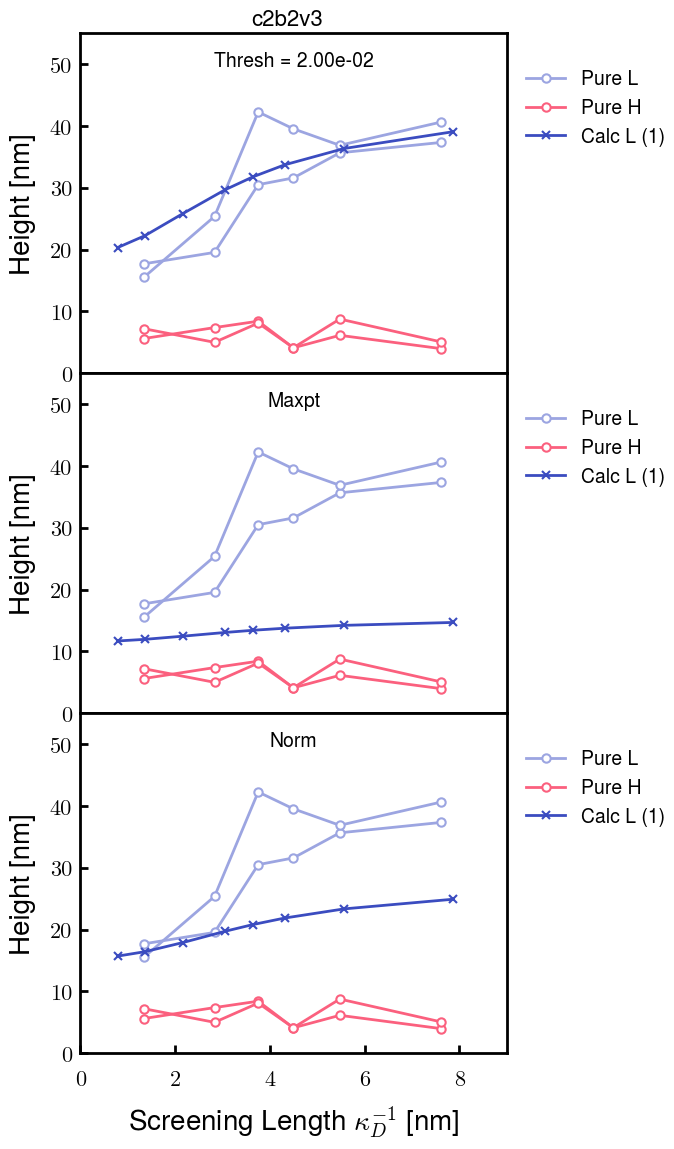 c2b2v3
Thresh = 2.00e-02
Height [nm]
50
40
30
20
10
0
Pure L
Pure H
Calc L (1)
Maxpt
Height [nm]
50
40
30
20
10
0
Pure L
Pure H
Calc L (1)
Norm
Height [nm]
50
40
30
20
10
0
Pure L
Pure H
Calc L (1)
0 2 4 6 8
Screening Length κ_D^{-1} [nm]